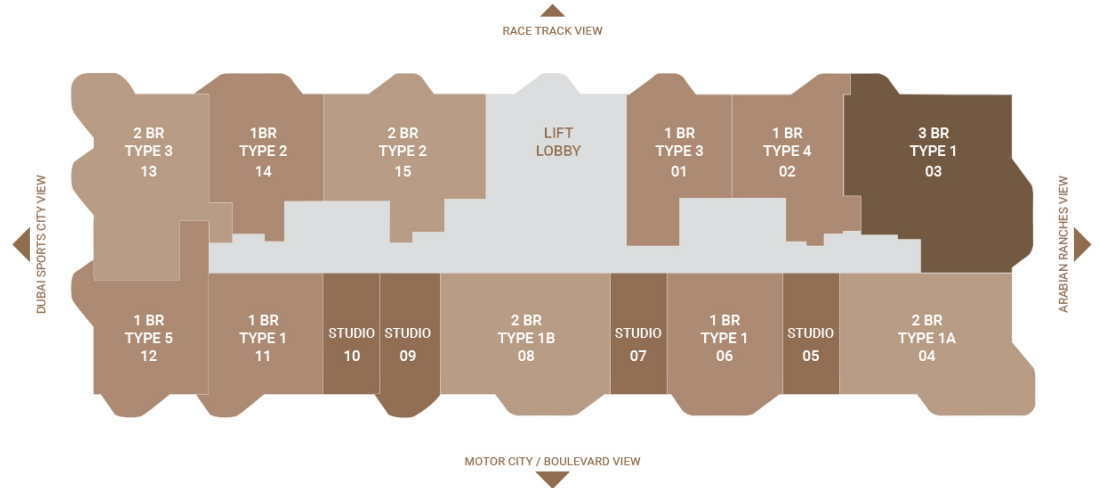 RACE TRACK VIEW
2 BR
TYPE 3
13
1BR
TYPE 2
14
2 BR
TYPE 2
15
LIFT
LOBBY
1 BR
TYPE 3
01
1 BR
TYPE 4
02
3 BR
TYPE 1
03
DUBAI SPORTS CITY VIEW
ARABIAN RANCHES VIEW
1 BR
TYPE 5
12
1 BR
TYPE 1
11
STUDIO
10
STUDIO
09
2 BR
TYPE 1B
08
STUDIO
07
1 BR
TYPE 1
06
STUDIO
05
2 BR
TYPE 1A
04
MOTOR CITY / BOULEVARD VIEW